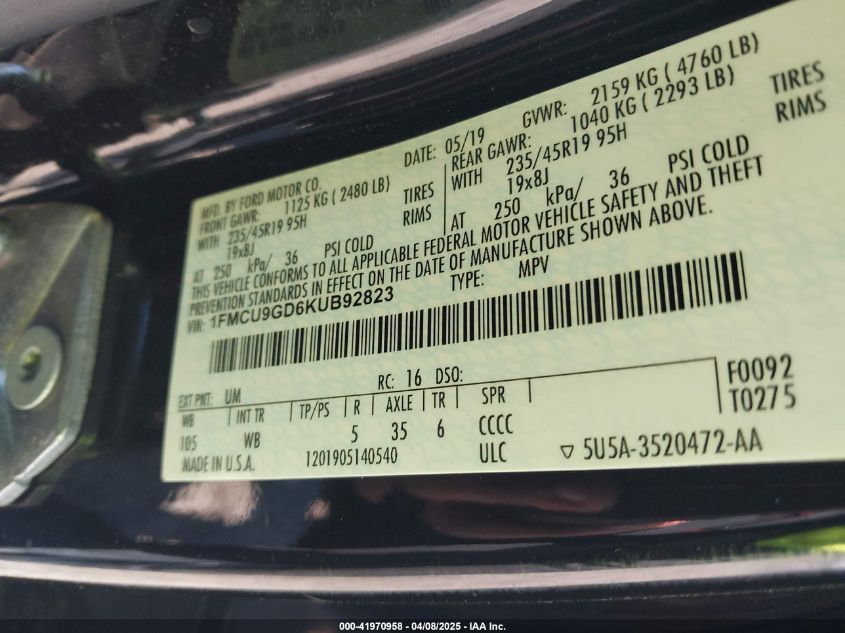 MFD. BY FORD MOTOR CO.
DATE: 05/19
GVWR: 2159 KG ( 4760 LB)
FRONT GAWR: 1125 KG ( 2480 LB)
REAR GAWR: 1040 KG ( 2293 LB)
WITH 235/45R19 95H TIRES
WITH 235/45R19 95H TIRES
19x8J RIMS
19x8J RIMS
AT 250 kPa/ 36 PSI COLD
AT 250 kPa/ 36 PSI COLD
THIS VEHICLE CONFORMS TO ALL APPLICABLE FEDERAL MOTOR VEHICLE SAFETY AND THEFT
PREVENTION STANDARDS IN EFFECT ON THE DATE OF MANUFACTURE SHOWN ABOVE.
VIN: 1FMCU9GD6KUB92823
TYPE: MPV
EXT PNT: UM RC: 16 DSO:
F0092
WB INT TR TP/PS R AXLE TR SPR
T0275
105 WB 5 35 6 CCCC
MADE IN U.S.A. 1201905140540 ULC
5U5A-3520472-AA
000-41970958 - 04/08/2025 - IAA Inc.